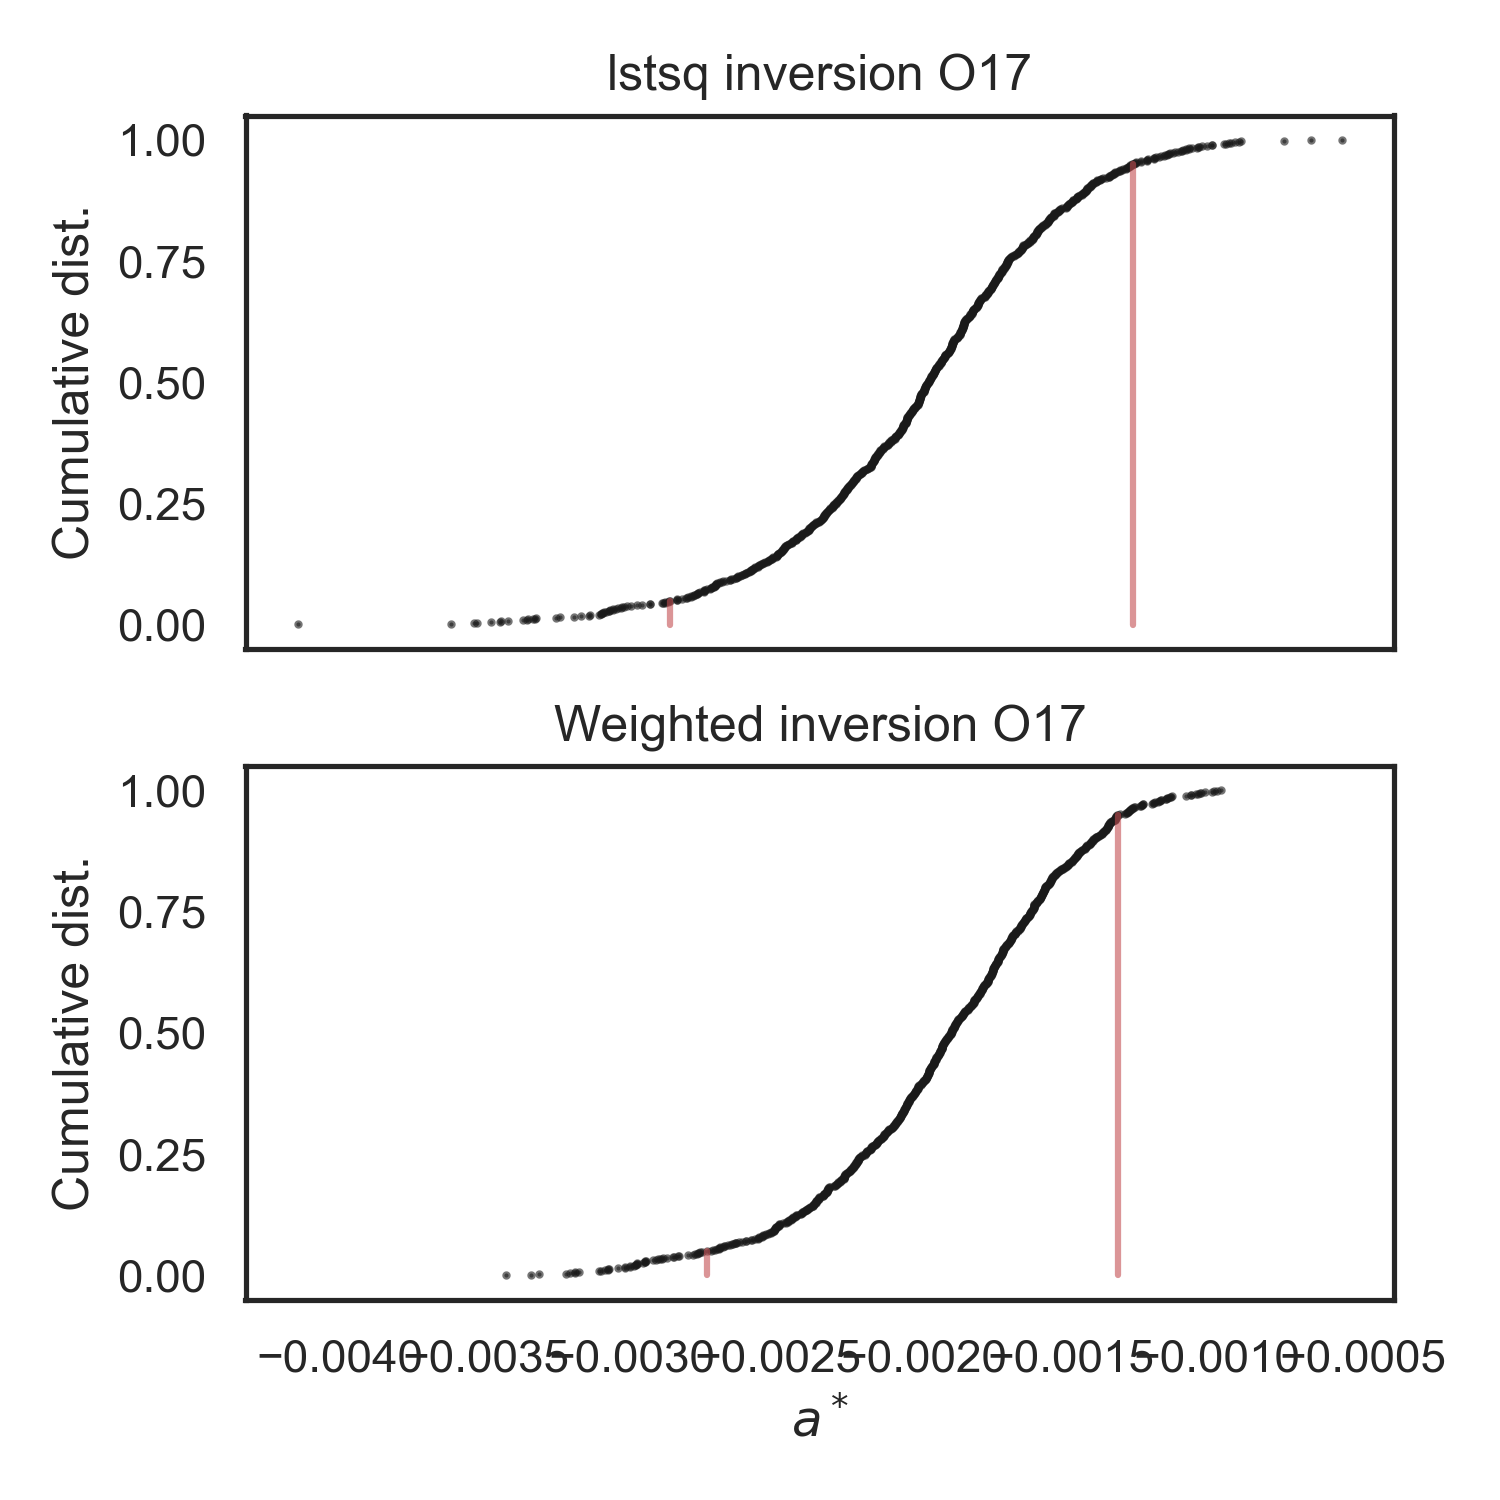 lstsq inversion O17
1.00
0.75
0.50
0.25
0.00
Cumulative dist.
Weighted inversion O17
1.00
0.75
0.50
0.25
0.00
Cumulative dist.
−0.0040 −0.0035 −0.0030 −0.0025 −0.0020 −0.0015 −0.0010 −0.0005
a*